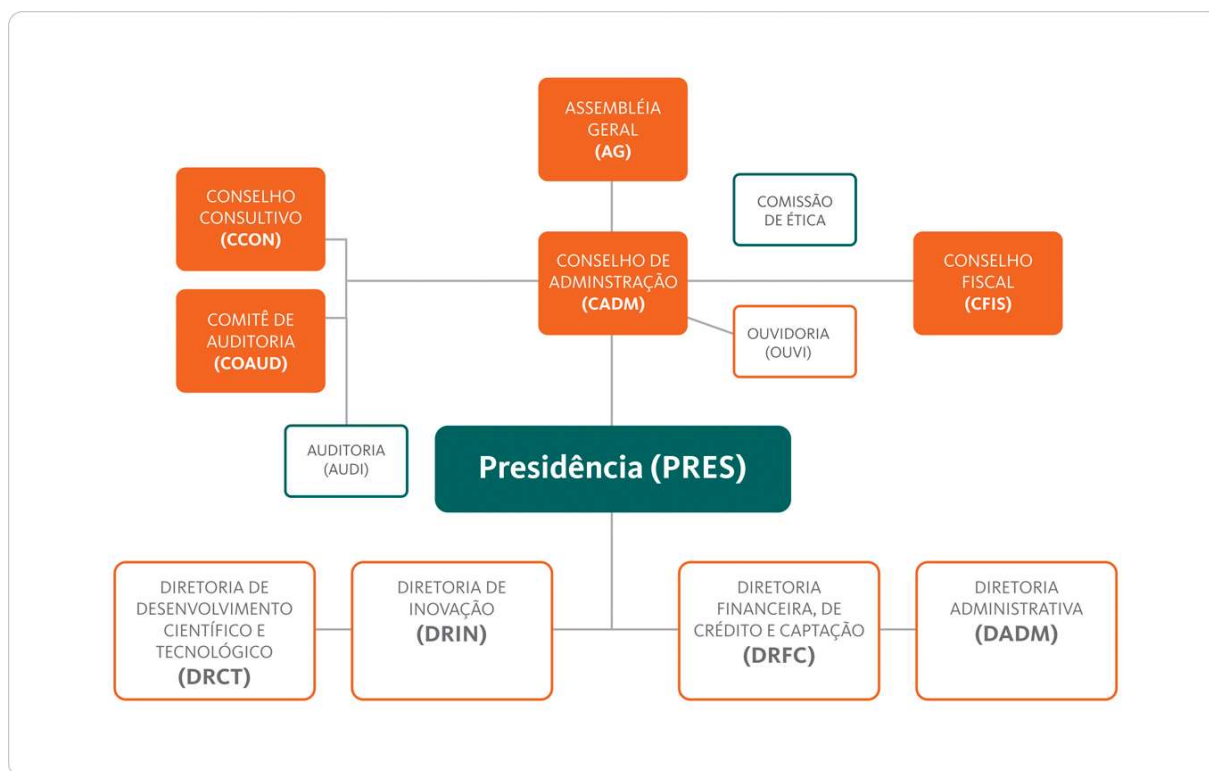 ASSEMBLÉIA
GERAL
(AG)
CONSELHO
CONSULTIVO
(CCON)
COMISSÃO
DE ÉTICA
CONSELHO DE
ADMINSTRAÇÃO
(CADM)
CONSELHO
FISCAL
(CFIS)
COMITÊ DE
AUDITORIA
(COAUD)
OUVIDORIA
(OUVI)
AUDITORIA
(AUDI)
Presidência (PRES)
DIRETORIA DE
DESENVOLVIMENTO
CIENTÍFICO E
TECNOLÓGICO
(DRCT)
DIRETORIA DE
INOVAÇÃO
(DRIN)
DIRETORIA
FINANCEIRA, DE
CRÉDITO E CAPTAÇÃO
(DRFC)
DIRETORIA
ADMINISTRATIVA
(DADM)